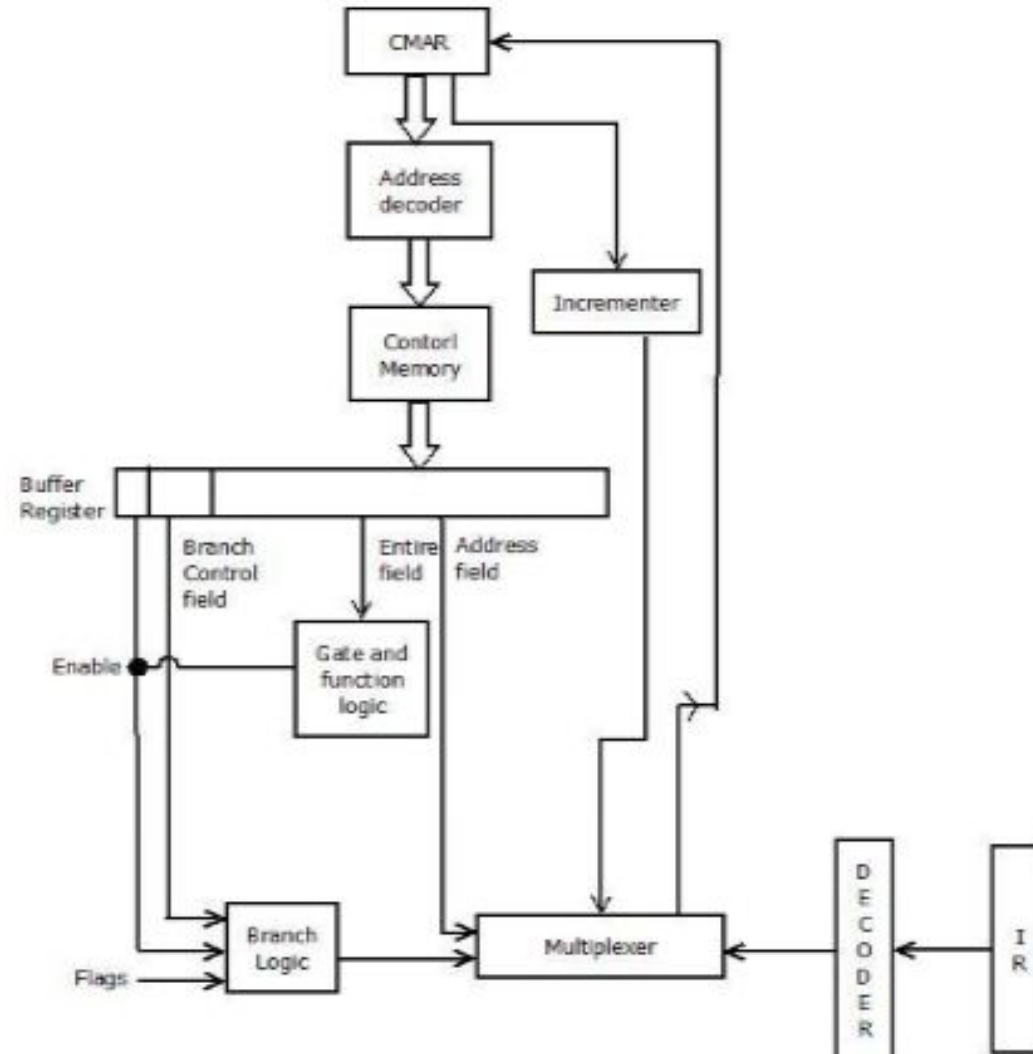 CMAR
Address
decoder
Incrementer
Contorl
Memory
Buffer
Register
Branch
Control
field
Entire
field
Address
field
Enable
Gate and
function
logic
Branch
Logic
Flags
Multiplexer
D
E
C
O
D
E
R
I
R